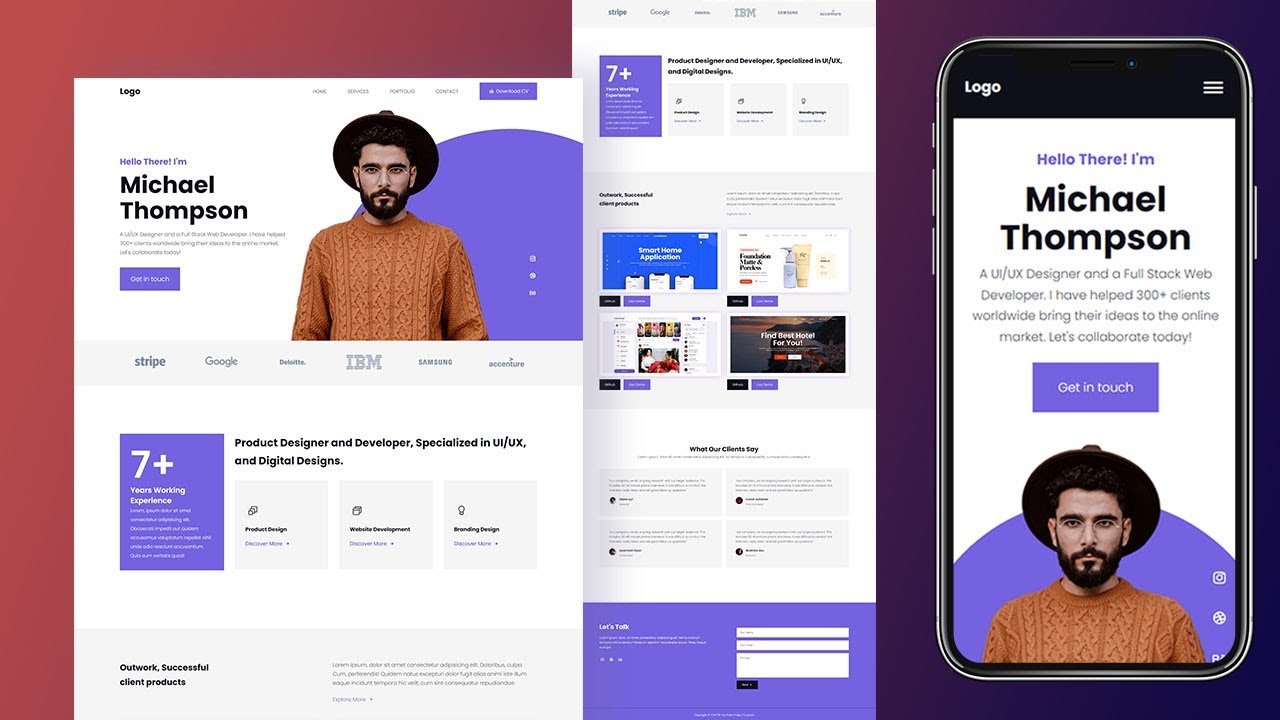 Logo
HOME SERVICES PORTFOLIO CONTACT Download CV
Hello There! I'm
Michael
Thompson
A UI/UX Designer and a Full Stack Web Developer. I have helped
300+ clients worldwide bring their ideas to the online market.
Let's collaborate today!
Get in touch
stripe Google Deloitte. IBM SAMSUNG accenture
7+
Years Working
Experience
Lorem, ipsum dolor sit amet
consectetur adipisicing elit.
Obcaecati impedit aut quidem
accusamus voluptatum repellat nihil
unde odio nesciunt accusantium.
Quia eum veritatis quod!
Product Designer and Developer, Specialized in UI/UX,
and Digital Designs.
Product Design
Discover More
Website Development
Discover More
Branding Design
Discover More
Outwork, Successful
client products
Lorem ipsum, dolor sit amet consectetur adipisicing elit. Doloribus, culpa.
Cum, perferendis! Quidem natus excepturi dolor fugit alias enim iste illum
eaque incidunt tempora hic velit, cum sint consequatur repudiandae.
Explore More
stripe Google Deloitte. IBM SAMSUNG accenture
7+
Years Working
Experience
Product Designer and Developer, Specialized in UI/UX,
and Digital Designs.
Product Design
Discover More
Website Development
Discover More
Branding Design
Discover More
Outwork, Successful
client products
Explore More
Smart Home
Application
Github Live Demo
Foundation
Matte &
Poreless
Github Live Demo
Github Live Demo
Find Best Hotel
For You!
Github Live Demo
What Our Clients Say
Let's Talk
Logo
Hello There! I'm
Michael
Thompson
A UI/UX Designer and a Full Stack Web
Developer. I have helped 300+ clients
worldwide bring their ideas to the online
market. Let's collaborate today!
Get in touch